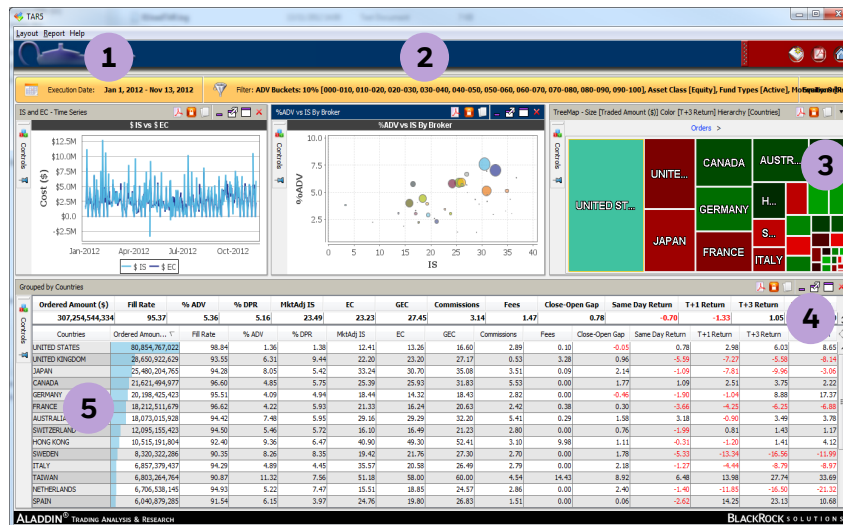 TAR5
Layout Report Help
1
2
Execution Date: Jan 1, 2012 - Nov 13, 2012
Filter: ADV Buckets: 10% [000-010, 010-020, 020-030, 030-040, 040-050, 050-060, 060-070, 070-080, 080-090, 090-100], Asset Class [Equity], Fund Types [Active],
IS and EC - Time Series
%ADV vs IS By Broker
TreeMap - Size [Traded Amount ($)] Color [T+3 Return] Hierarchy [Countries]
Controls
$ IS vs $ EC
Cost ($)
$12.5M
$10.0M
$7.5M
$5.0M
$2.5M
$0.0
-$2.5M
Jan-2012 Apr-2012 Jul-2012 Oct-2012
$ IS $ EC
Controls
%ADV vs IS By Broker
ADV%
10.0
7.5
5.0
2.5
0 5 10 15 20 25 30 35 40
IS
Controls
Orders >
3
UNITED ST... UNITE... CANADA AUSTR...
GERMANY H...
JAPAN FRANCE S...
ITALY
Grouped by Countries
Controls
4
Ordered Amount ($) Fill Rate % ADV % DPR MktAdj IS EC GEC Commissions Fees Close-Open Gap Same Day Return T+1 Return T+3 Return
307,254,544,334 95.37 5.36 5.16 23.49 23.23 27.45 3.14 1.47 0.78 -0.70 -1.33 1.05
Countries Ordered Amoun... Fill Rate % ADV % DPR MktAdj IS EC GEC Commissions Fees Close-Open Gap Same Day Return T+1 Return T+3 Return
UNITED STATES 80,854,767,022 98.84 1.36 1.38 12.41 13.26 16.60 2.89 0.10 -0.05 0.78 2.98 6.03 8.65
UNITED KINGDOM 28,650,922,629 93.55 6.31 9.44 22.20 23.20 27.17 0.53 3.28 0.96 -5.59 -7.27 -5.58 -8.14
JAPAN 25,480,204,765 94.28 8.05 5.42 33.24 30.70 35.08 3.51 0.09 2.14 -1.09 -7.81 -9.96 -3.06
CANADA 21,621,494,977 96.60 4.85 5.75 25.39 25.93 31.83 5.53 0.00 1.77 1.09 2.51 3.75 2.22
GERMANY 20,198,425,423 95.51 4.09 4.94 18.44 14.32 18.43 2.82 0.00 -0.46 -1.90 -1.04 8.88 17.37
FRANCE 18,212,511,679 96.62 4.22 5.93 21.33 16.24 20.63 2.42 0.38 0.30 -3.66 -4.25 -6.25 -6.88
AUSTRALIA 18,073,015,928 94.42 7.48 5.95 29.16 29.29 32.20 5.41 0.29 1.58 3.18 -0.90 3.49 3.78
SWITZERLAND 12,095,155,423 94.50 5.46 5.72 16.10 16.49 21.23 2.80 0.00 0.76 -1.99 0.81 1.43 1.17
HONG KONG 10,515,191,804 92.40 9.36 6.47 40.90 49.30 52.41 3.10 9.98 1.11 -0.31 -1.20 1.41 4.12
SWEDEN 8,320,322,286 90.35 8.26 8.35 19.42 21.76 27.30 2.70 0.00 2.78 -5.33 -13.34 -16.56 -11.99
ITALY 6,857,379,437 94.29 4.89 4.45 35.57 20.58 26.49 2.79 0.00 2.18 -1.27 -4.44 -8.79 -8.97
TAIWAN 6,803,264,764 90.87 11.32 7.56 51.18 58.00 60.00 4.54 14.43 8.92 6.48 13.98 27.74 33.69
NETHERLANDS 6,706,538,145 94.93 5.22 7.47 15.51 18.85 24.57 2.86 0.00 2.40 -1.40 -11.85 -16.50 -21.32
SPAIN 6,040,879,285 91.54 6.15 3.97 24.76 19.80 26.83 1.51 0.00 0.06 -2.62 14.25 23.13 10.68
5
ALADDIN® TRADING ANALYSIS & RESEARCH
BLACKROCK SOLUTIONS